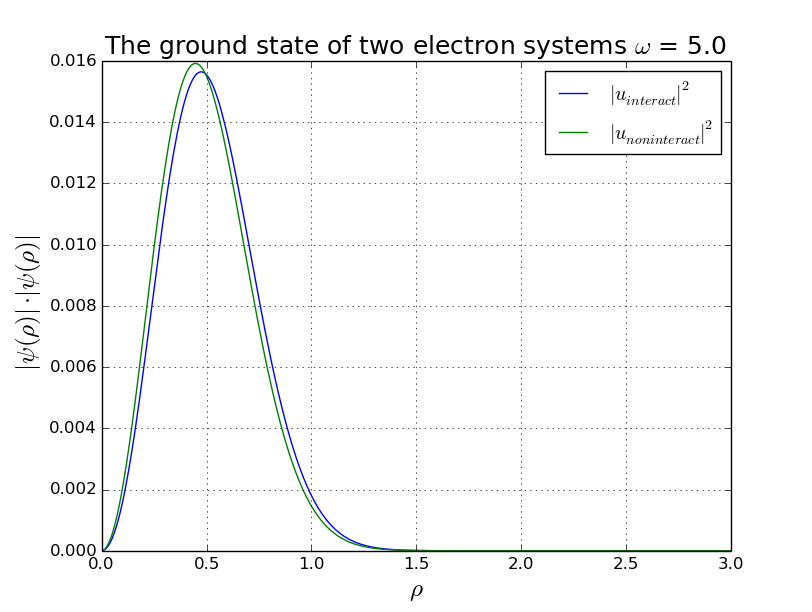 The ground state of two electron systems ω = 5.0
|u_interact|²
|u_noninteract|²
|ψ(ρ)|·|ψ(ρ)|
0.016
0.014
0.012
0.010
0.008
0.006
0.004
0.002
0.000
0.0 0.5 1.0 1.5 2.0 2.5 3.0
ρ